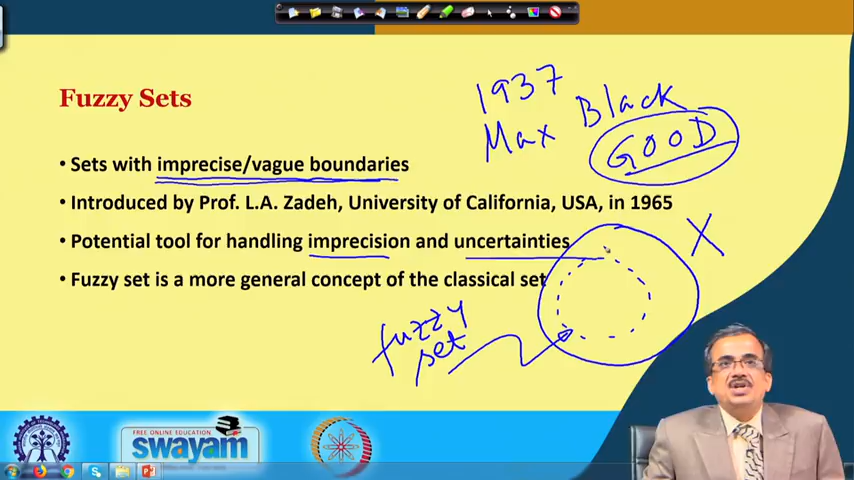 Fuzzy Sets
1937
Max Black
GOOD
• Sets with imprecise/vague boundaries
• Introduced by Prof. L.A. Zadeh, University of California, USA, in 1965
• Potential tool for handling imprecision and uncertainties
• Fuzzy set is a more general concept of the classical set
X
fuzzy
set
FREE ONLINE EDUCATION
swayam